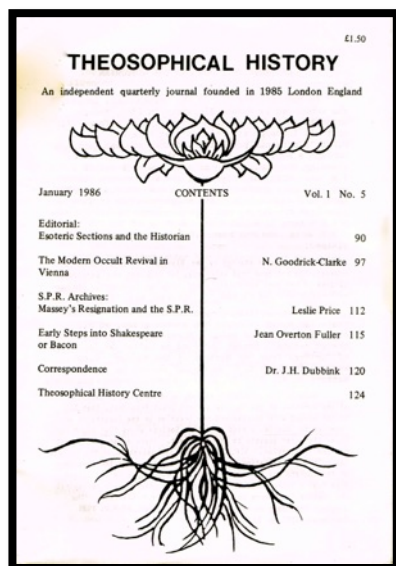 £1.50
THEOSOPHICAL HISTORY
An independent quarterly journal founded in 1985 London England
January 1986 CONTENTS Vol. 1 No. 5
Editorial:
Esoteric Sections and the Historian 90
The Modern Occult Revival in N. Goodrick-Clarke 97
Vienna
S.P.R. Archives:
Massey's Resignation and the S.P.R. Leslie Price 112
Early Steps into Shakespeare Jean Overton Fuller 115
or Bacon
Correspondence Dr. J.H. Dubbink 120
Theosophical History Centre 124